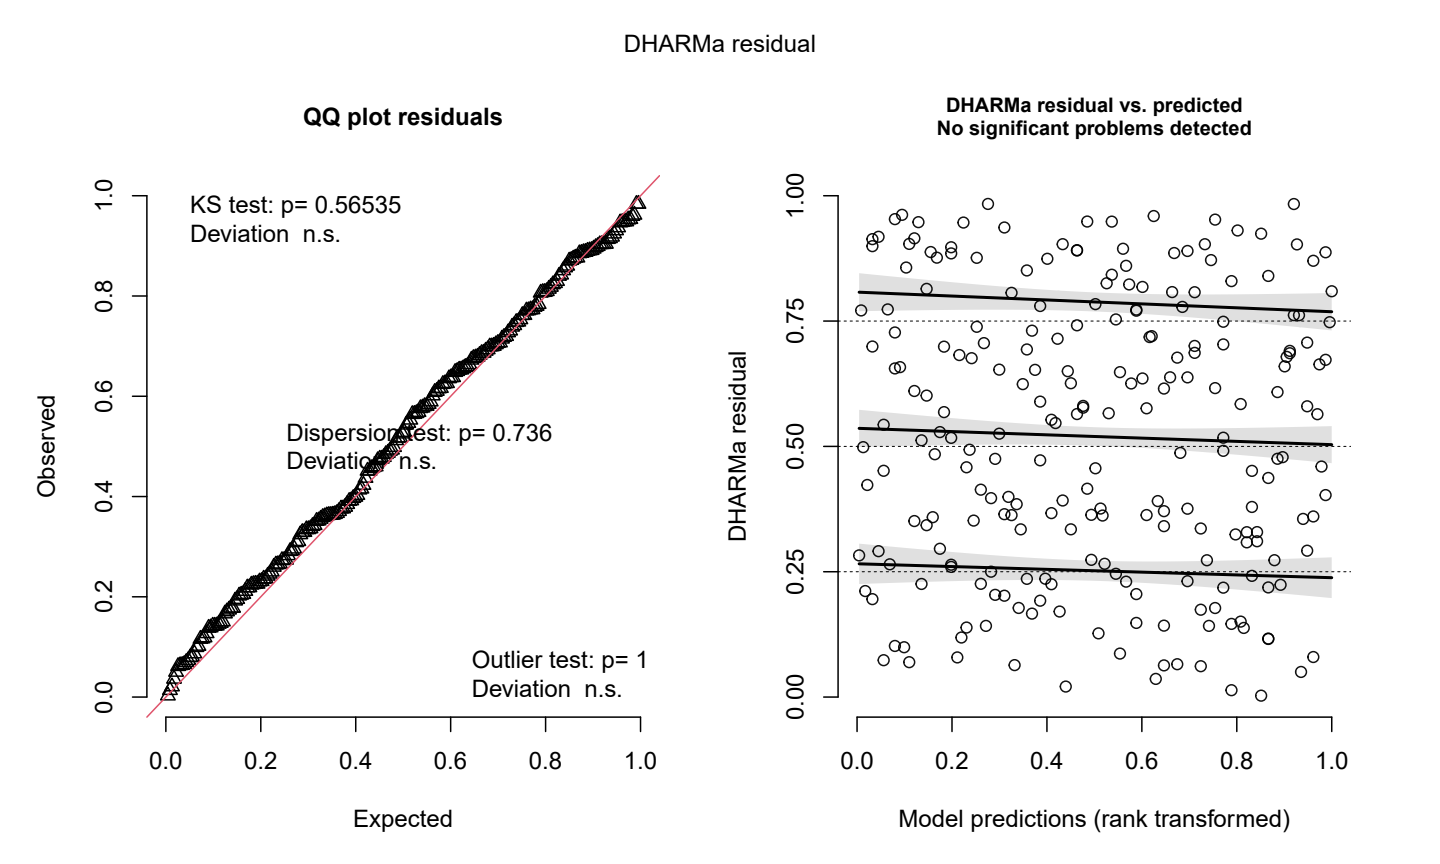 DHARMa residual
QQ plot residuals
KS test: p= 0.56535
Deviation  n.s.
Dispersion test: p= 0.736
Deviation  n.s.
Outlier test: p= 1
Deviation  n.s.
Observed
0.0
0.2
0.4
0.6
0.8
1.0
0.0
0.2
0.4
0.6
0.8
1.0
Expected
DHARMa residual vs. predicted
No significant problems detected
DHARMa residual
0.00
0.25
0.50
0.75
1.00
0.0
0.2
0.4
0.6
0.8
1.0
Model predictions (rank transformed)